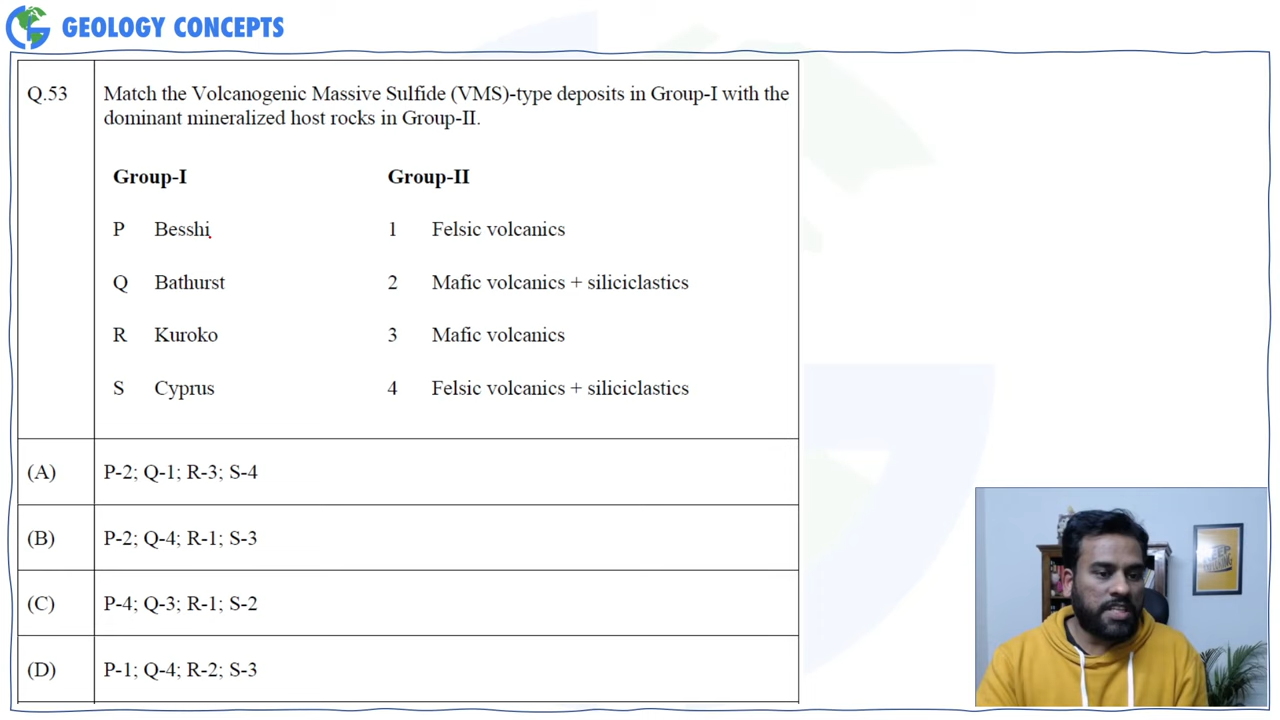 GEOLOGY CONCEPTS
Q.53 Match the Volcanogenic Massive Sulfide (VMS)-type deposits in Group-I with the
dominant mineralized host rocks in Group-II.
Group-I Group-II
P Besshi 1 Felsic volcanics
Q Bathurst 2 Mafic volcanics + siliciclastics
R Kuroko 3 Mafic volcanics
S Cyprus 4 Felsic volcanics + siliciclastics
(A) P-2; Q-1; R-3; S-4
(B) P-2; Q-4; R-1; S-3
(C) P-4; Q-3; R-1; S-2
(D) P-1; Q-4; R-2; S-3
KEEP